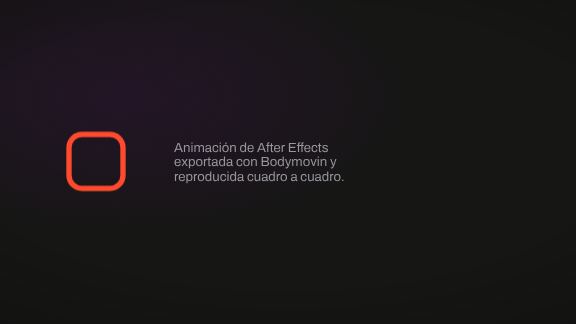 Animación de After Effects
exportada con Bodymovin y
reproducida cuadro a cuadro.